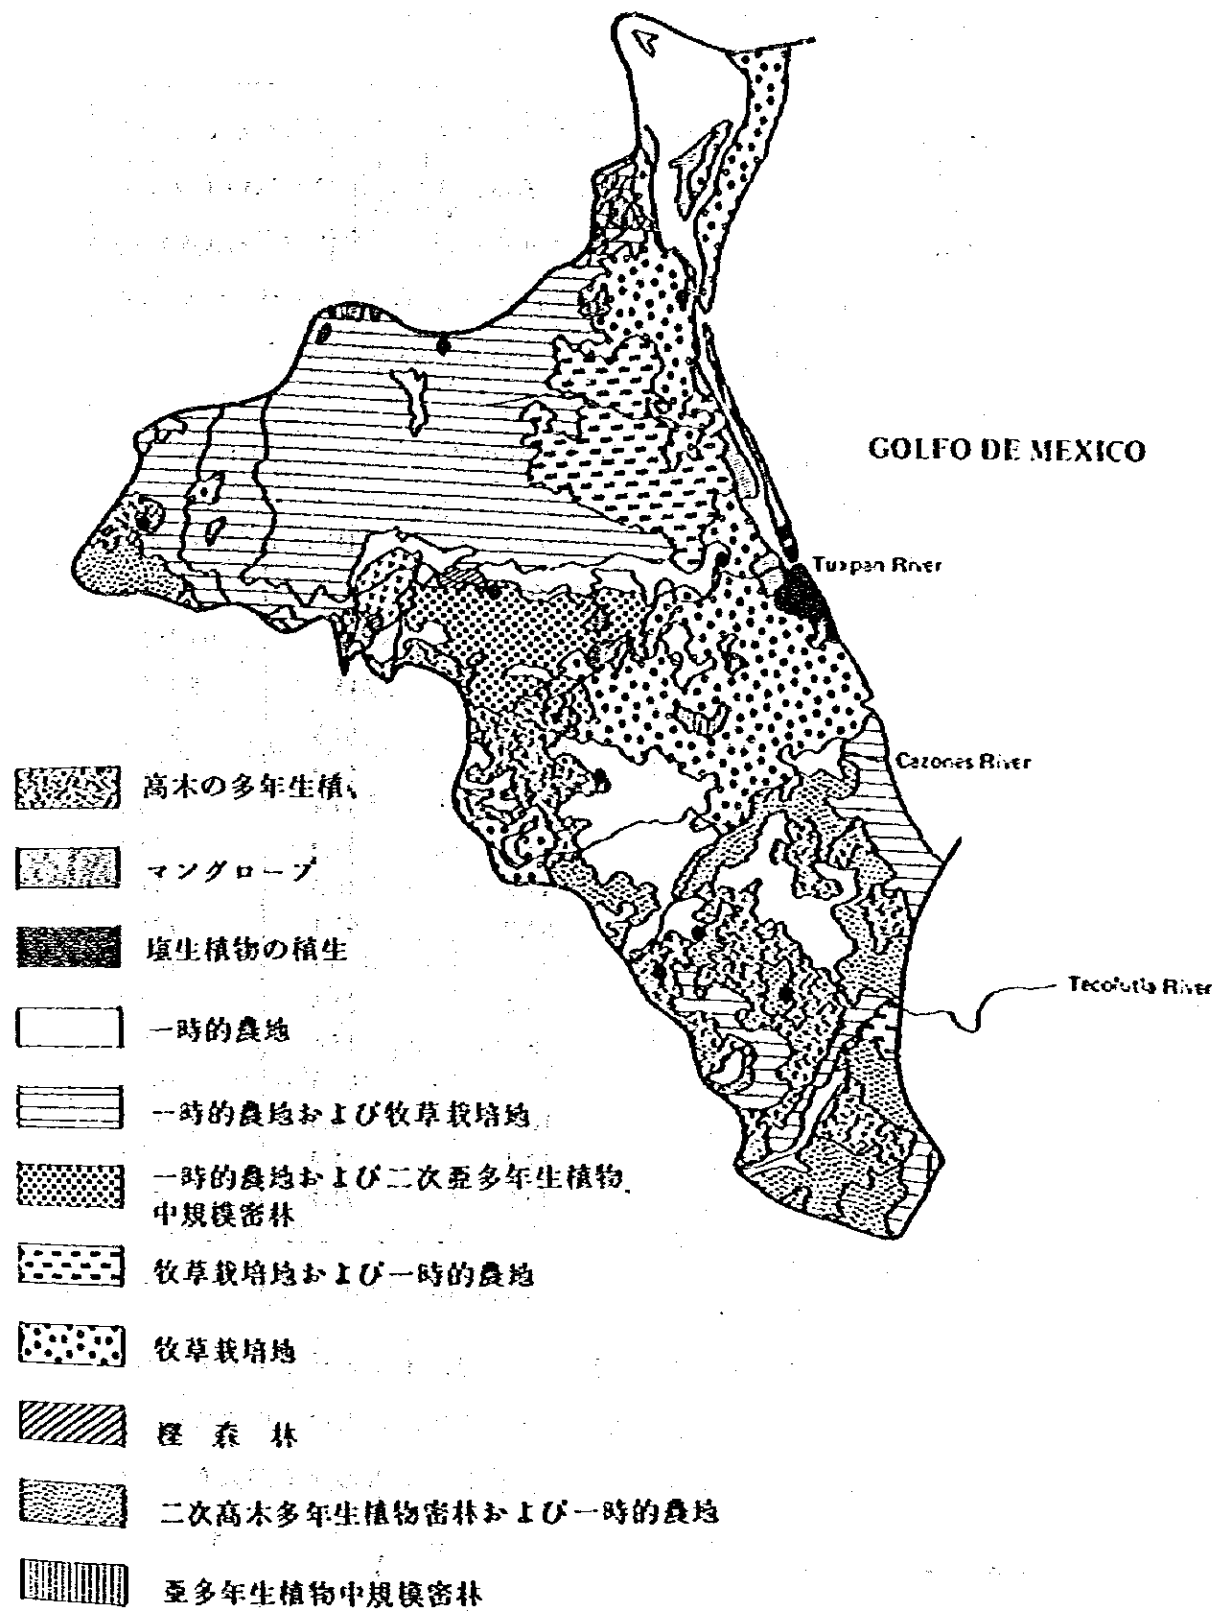 GOLFO DE MEXICO
Tuxpan River
Cazones River
Tecolutla River
高木の多年生植
マングローブ
塩生植物の植生
一時的農地
一時的農地および牧草栽培地
一時的農地および二次亜多年生植物
中規模密林
牧草栽培地および一時的農地
牧草栽培地
樫 森 林
二次高木多年生植物密林および一時的農地
亜多年生植物中規模密林